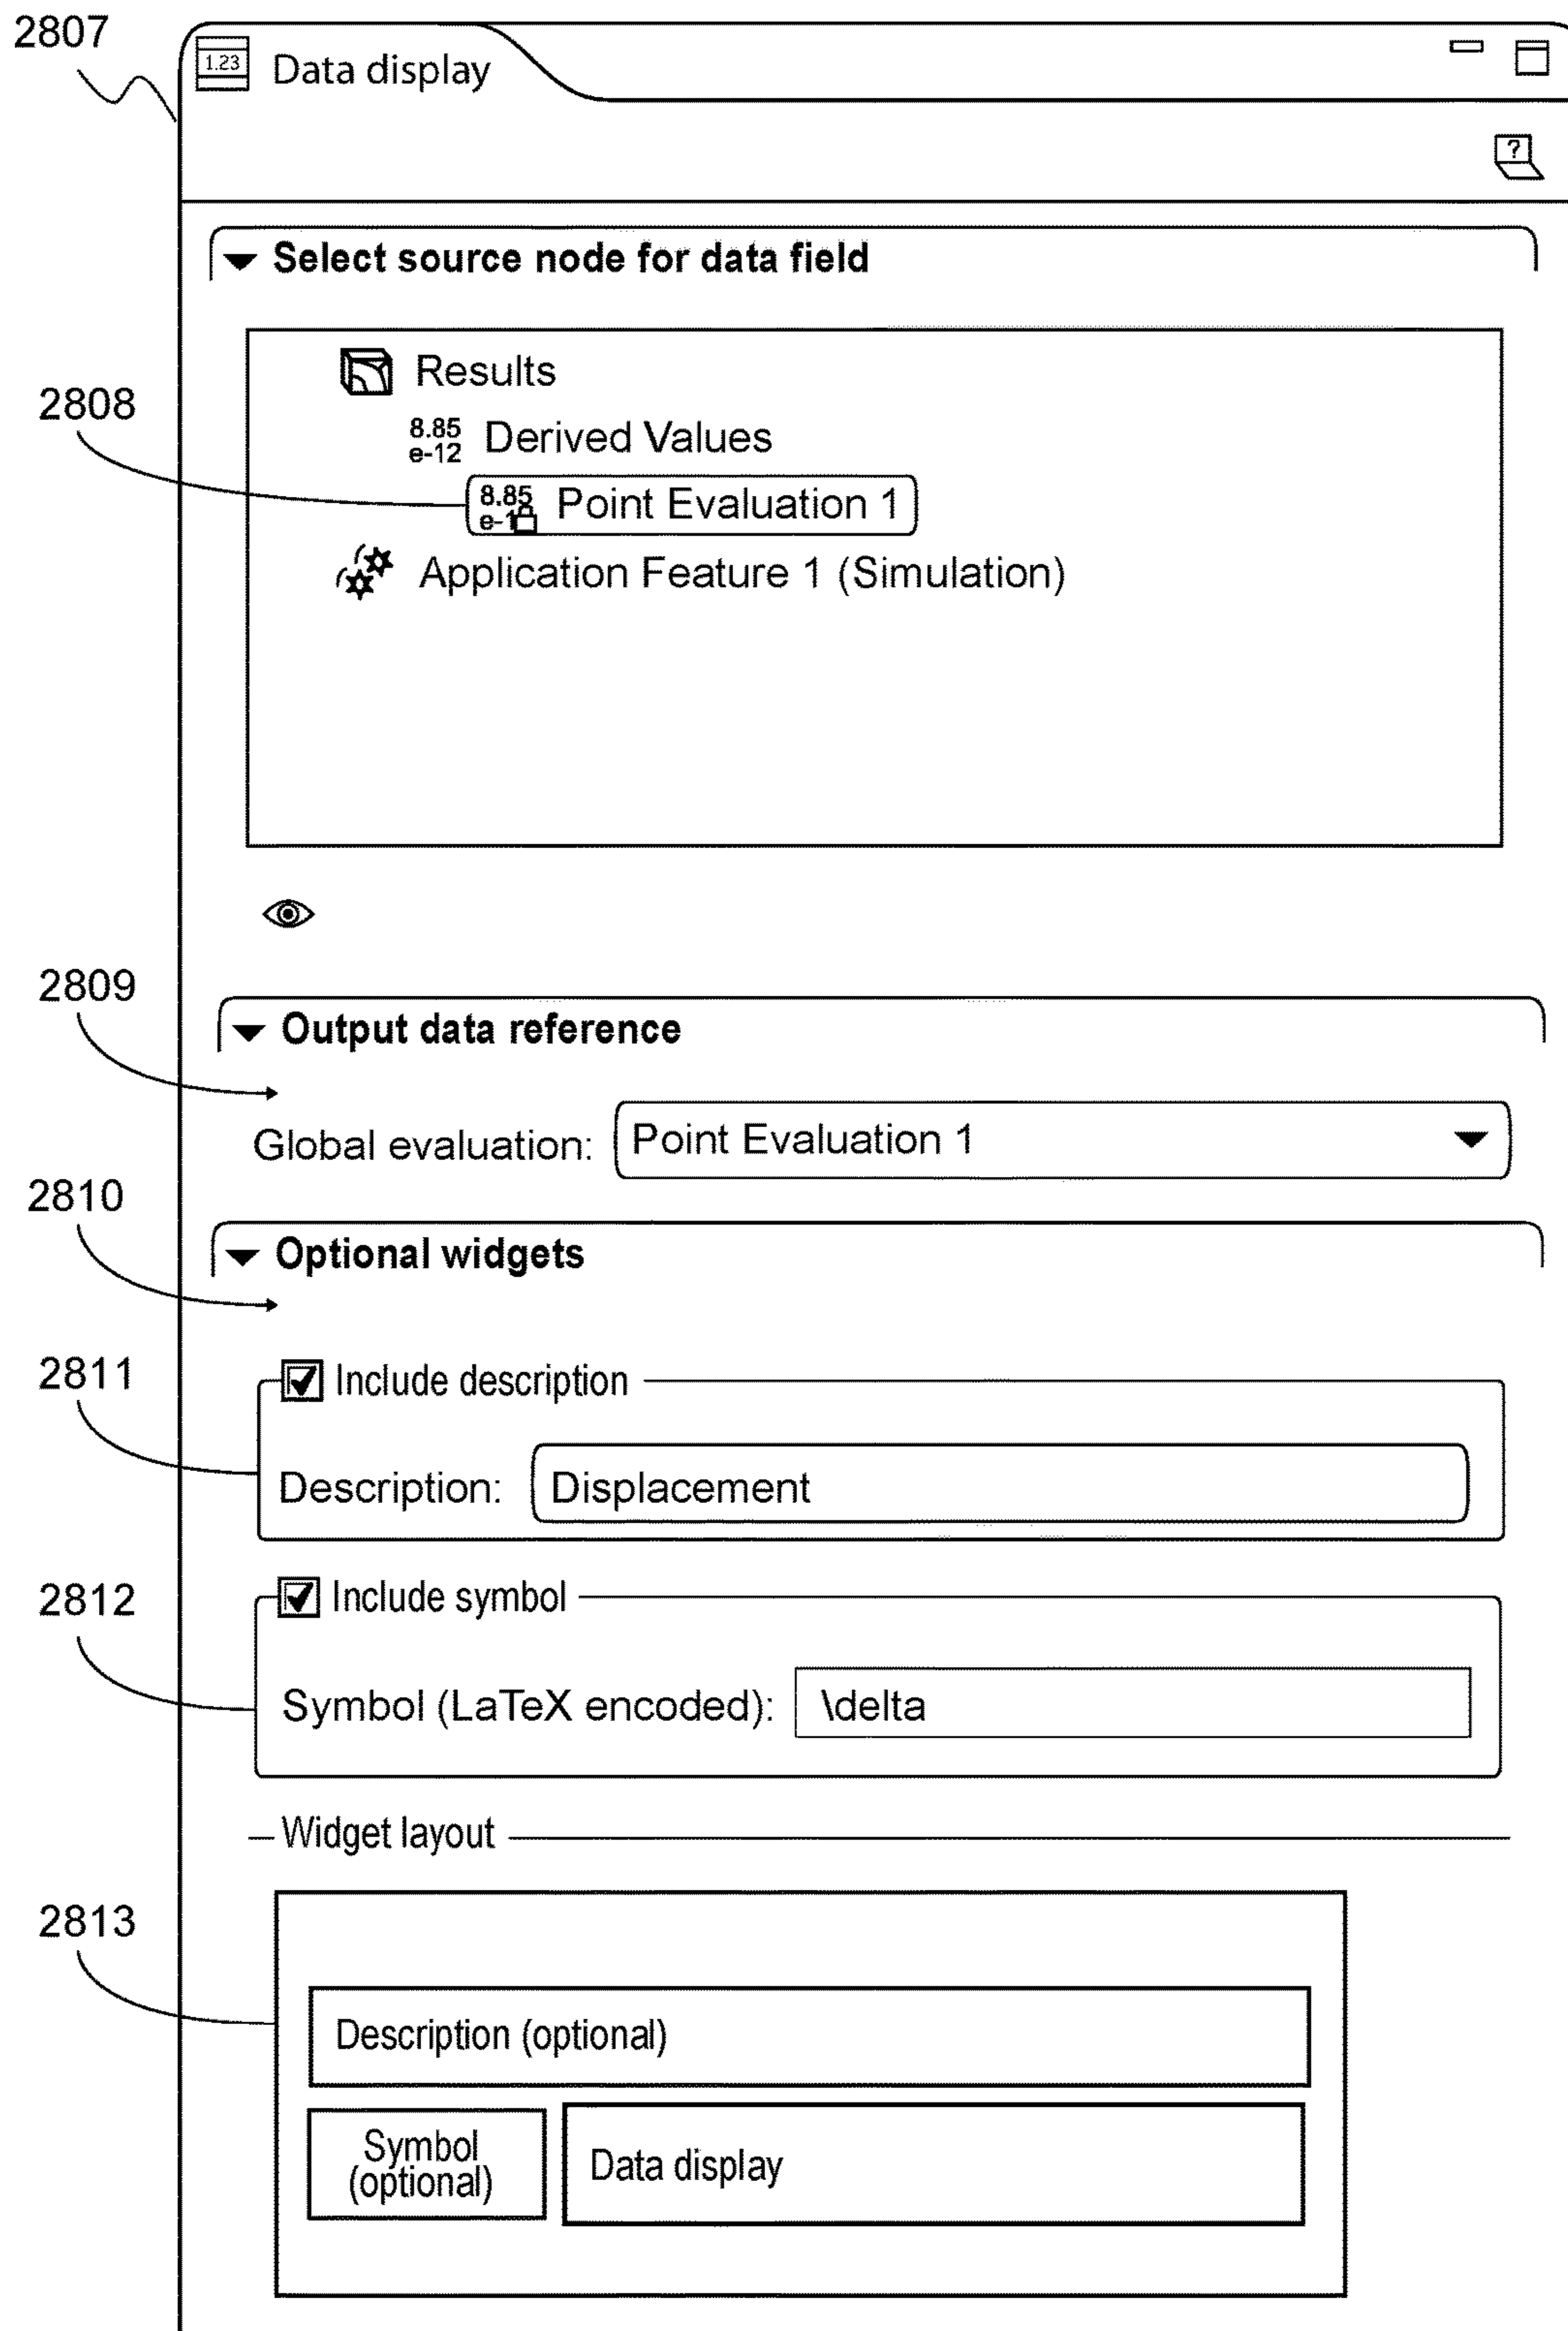 2807
1.23 Data display
?
Select source node for data field
Results
2808
8.85
e-12 Derived Values
8.85
e-1 Point Evaluation 1
Application Feature 1 (Simulation)
2809
Output data reference
Global evaluation: Point Evaluation 1
2810
Optional widgets
2811
Include description
Description: Displacement
2812
Include symbol
Symbol (LaTeX encoded): \delta
Widget layout
2813
Description (optional)
Symbol
(optional)
Data display